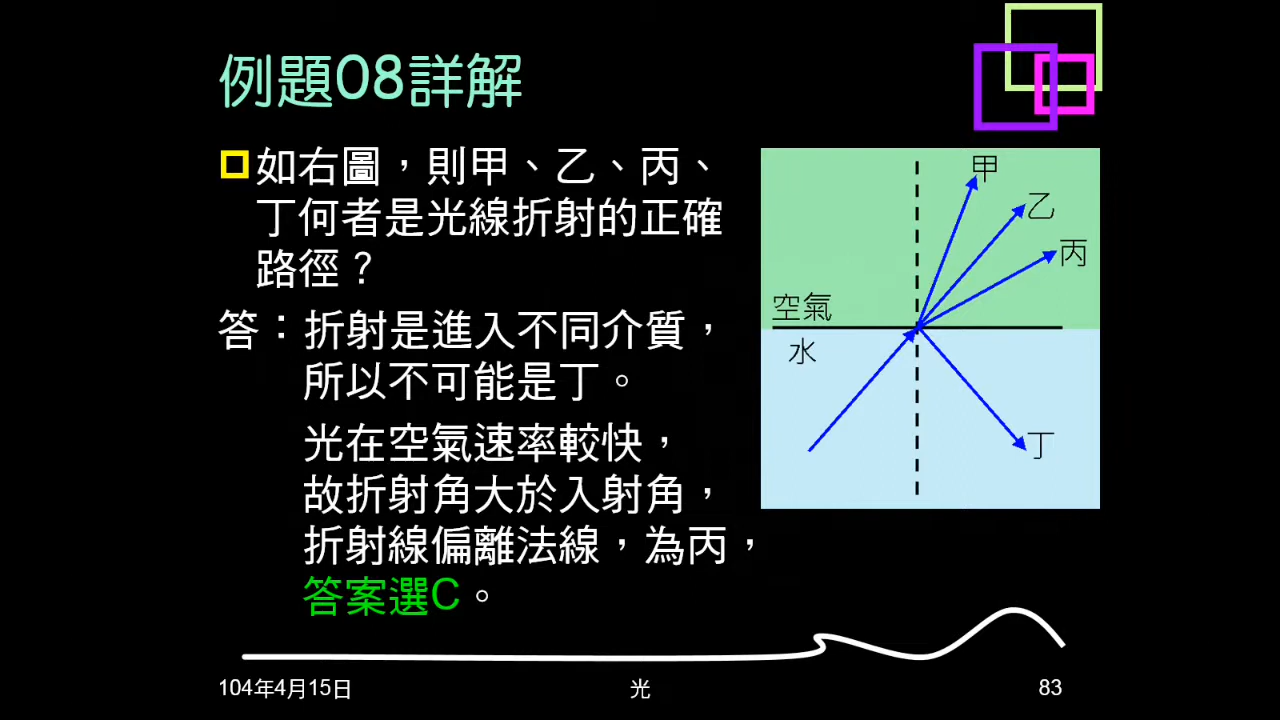 例題08詳解
如右圖，則甲、乙、丙、
丁何者是光線折射的正確
路徑？
答：折射是進入不同介質，
所以不可能是丁。
光在空氣速率較快，
故折射角大於入射角，
折射線偏離法線，為丙，
答案選C。
甲
乙
丙
空氣
水
丁
104年4月15日
光
83